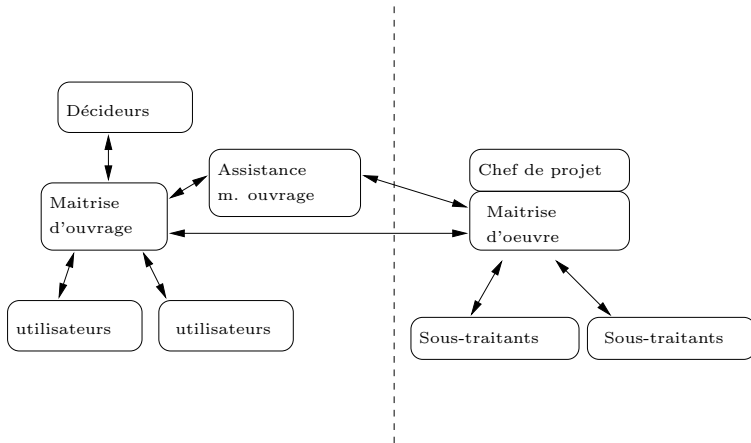 Décideurs
Assistance
m. ouvrage
Chef de projet
Maitrise
d'ouvrage
Maitrise
d'oeuvre
utilisateurs
utilisateurs
Sous-traitants
Sous-traitants